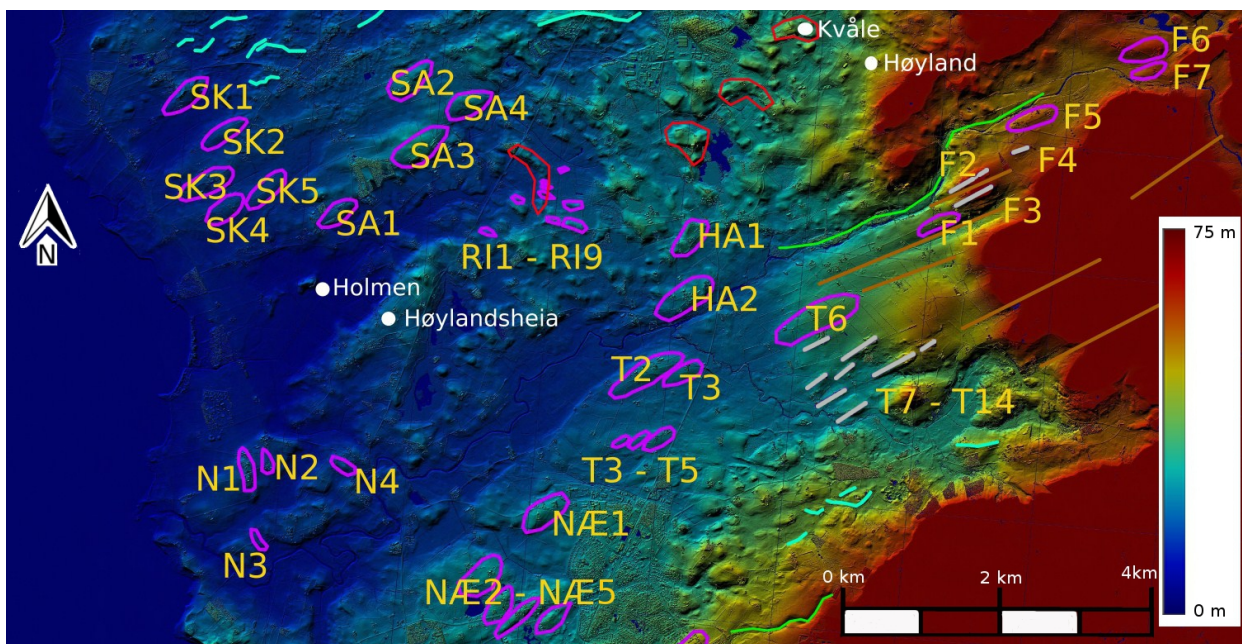 Kvåle
F6
Høyland
F7
SK1
SA2
SA4
F5
SK2
SA3
F2
F4
SK3
SK5
F3
SK4
SA1
F1
HA1
RI1 - RI9
N
75 m
Holmen
HA2
Høylandsheia
T6
T2
T3
T7 - T14
N1
N2
N4
T3 - T5
NÆ1
N3
NÆ2 - NÆ5
0 km
2 km
4km
0 m